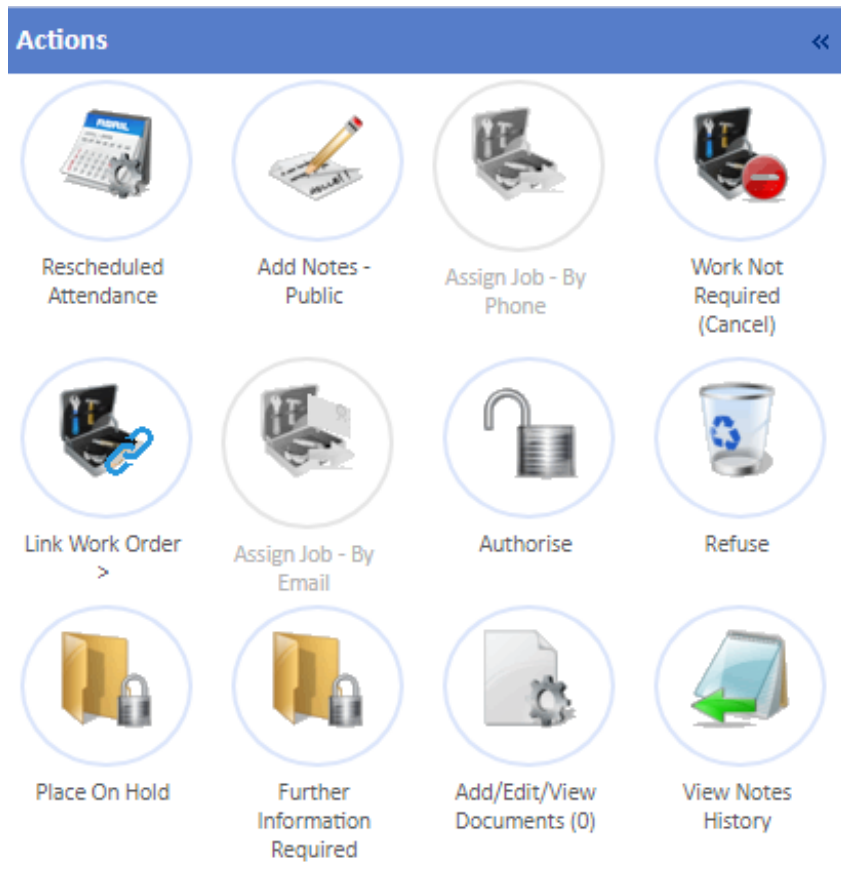 Actions
«
Rescheduled
Attendance
Add Notes -
Public
Assign Job - By
Phone
Work Not
Required
(Cancel)
Link Work Order
>
Assign Job - By
Email
Authorise
Refuse
Place On Hold
Further
Information
Required
Add/Edit/View
Documents (0)
View Notes
History